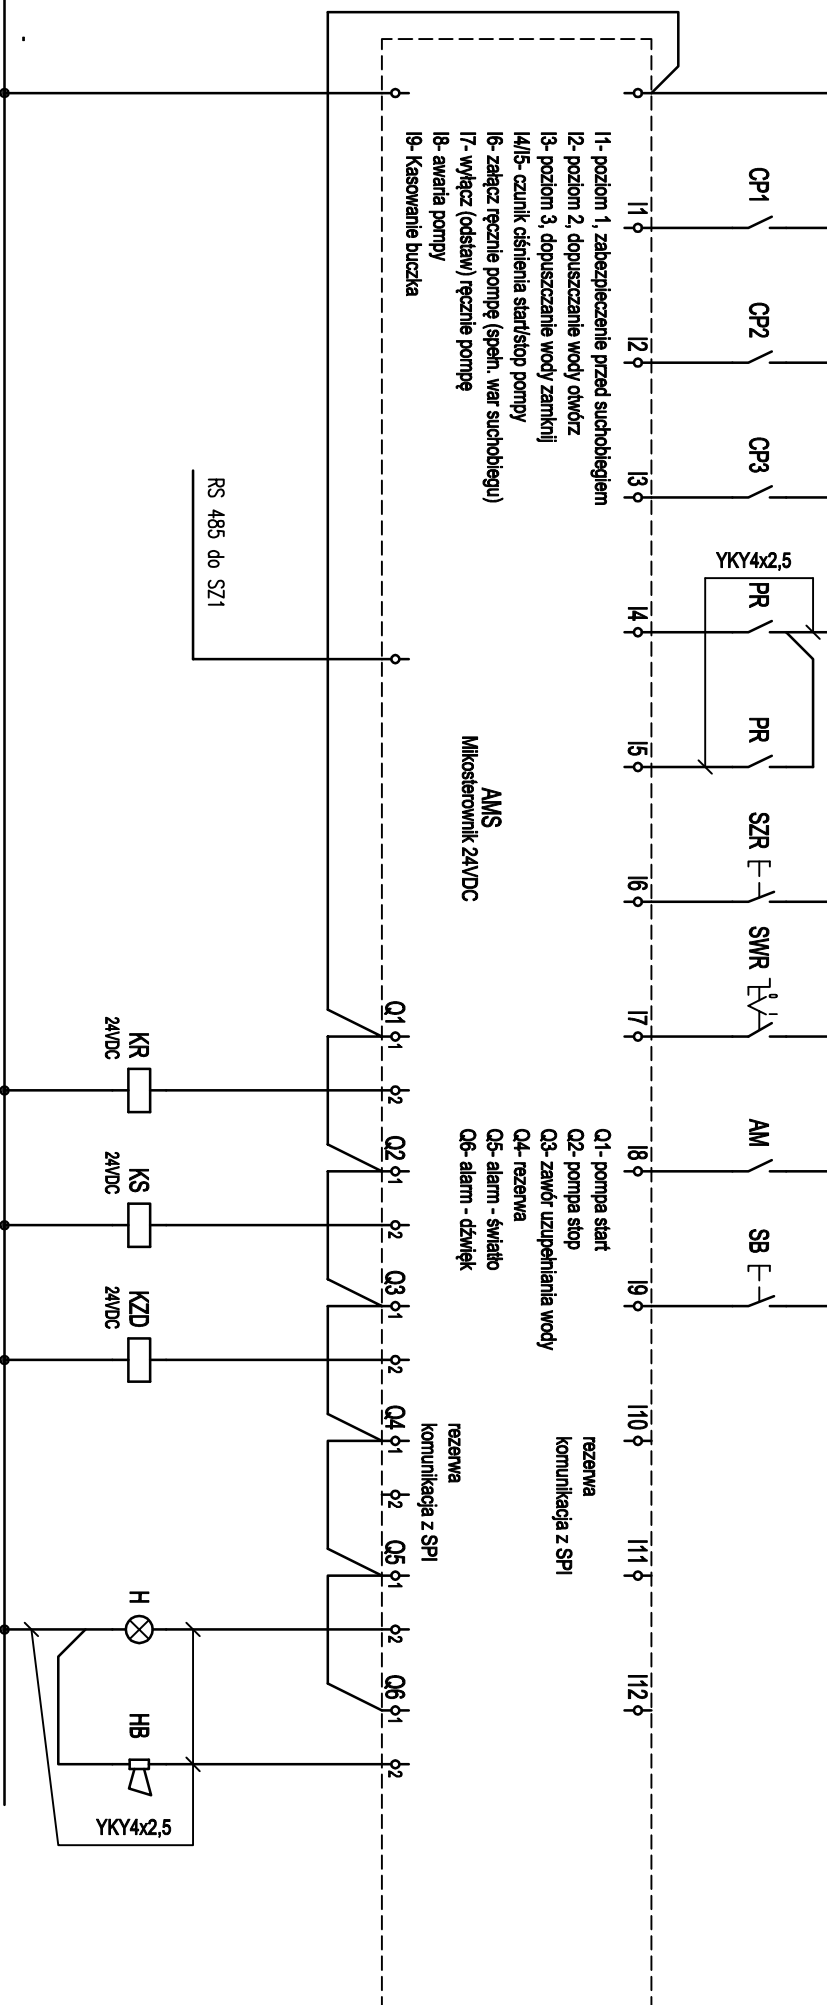 CP1
CP2
CP3
YKY4x2,5
PR
PR
SZR
SWR
0
I
AM
SB
I1
I2
I3
I4
I5
I6
I7
I8
I9
I10
I11
I12
I1- poziom 1, zabezpieczenie przed suchobiegiem
I2- poziom 2, dopuszczanie wody otwórz
I3- poziom 3, dopuszczanie wody zamknij
I4/I5- czunik ciśnienia start/stop pompy
I6- załącz ręcznie pompę (spełn. war suchobiegu)
I7- wyłącz (odstaw) ręcznie pompę
I8- awaria pompy
I9- Kasowanie buczka
AMS
Mikosterownik 24VDC
Q1- pompa start
Q2- pompa stop
Q3- zawór uzupełniania wody
Q4- rezerwa
Q5- alarm - światło
Q6- alarm - dźwięk
rezerwa
komunikacja z SPI
rezerwa
komunikacja z SPI
Q1
1
2
Q2
1
2
Q3
1
2
Q4
1
2
Q5
1
2
Q6
1
2
RS 485 do SZ1
KR
24VDC
KS
24VDC
KZD
24VDC
H
HB
YKY4x2,5